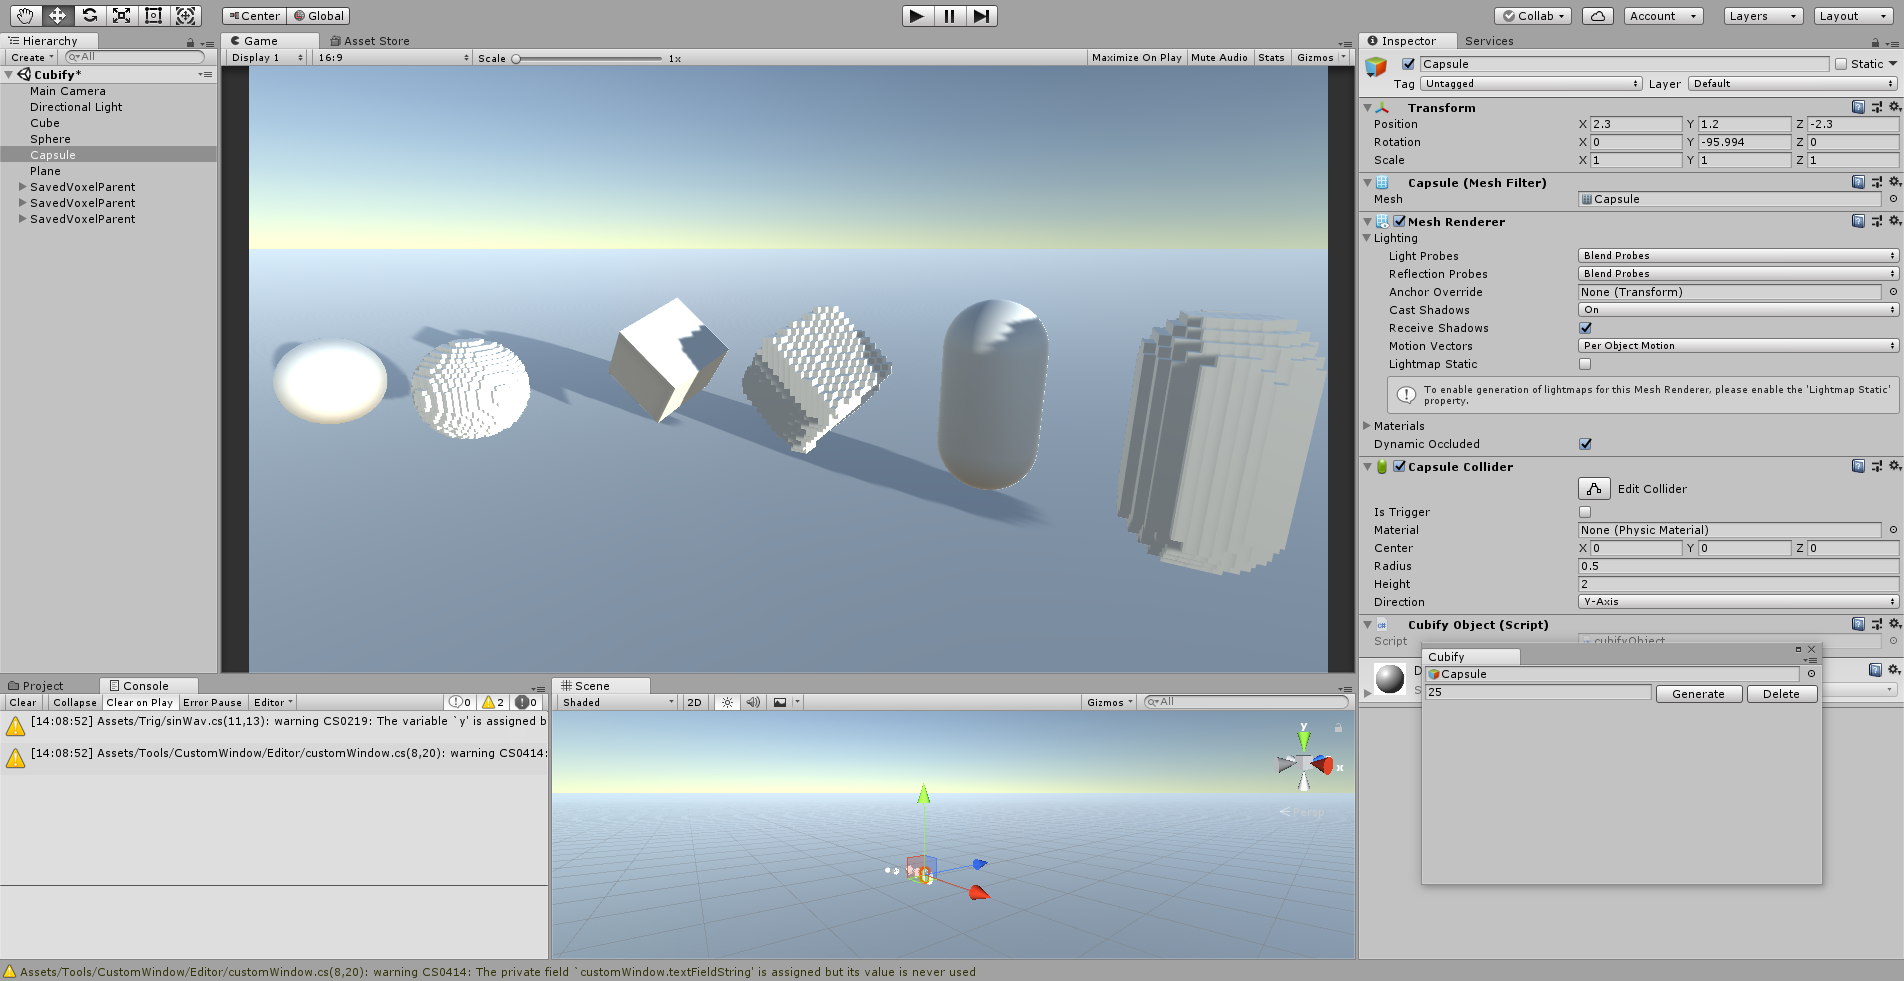 Center Global Collab Account Layers Layout
Hierarchy
Create All
Cubify*
Main Camera
Directional Light
Cube
Sphere
Capsule
Plane
SavedVoxelParent
SavedVoxelParent
SavedVoxelParent
Game Asset Store
Display 1 16:9 Scale 1x Maximize On Play Mute Audio Stats Gizmos
Inspector Services
Capsule Static
Tag Untagged Layer Default
Transform
Position X 2.3 Y 1.2 Z -2.3
Rotation X 0 Y -95.994 Z 0
Scale X 1 Y 1 Z 1
Capsule (Mesh Filter)
Mesh Capsule
Mesh Renderer
Lighting
Light Probes Blend Probes
Reflection Probes Blend Probes
Anchor Override None (Transform)
Cast Shadows On
Receive Shadows
Motion Vectors Per Object Motion
Lightmap Static
To enable generation of lightmaps for this Mesh Renderer, please enable the 'Lightmap Static'
property.
Materials
Dynamic Occluded
Capsule Collider
Edit Collider
Is Trigger
Material None (Physic Material)
Center X 0 Y 0 Z 0
Radius 0.5
Height 2
Direction Y-Axis
Cubify Object (Script)
Script cubifyObject
D
S
Cubify
Capsule
25 Generate Delete
Project Console
Clear Collapse Clear on Play Error Pause Editor 0 2 0
[14:08:52] Assets/Trig/sinWav.cs(11,13): warning CS0219: The variable `y' is assigned b
[14:08:52] Assets/Tools/CustomWindow/Editor/customWindow.cs(8,20): warning CS0414:
Scene
Shaded 2D Gizmos All
y
x
Persp
Assets/Tools/CustomWindow/Editor/customWindow.cs(8,20): warning CS0414: The private field `customWindow.textFieldString' is assigned but its value is never used